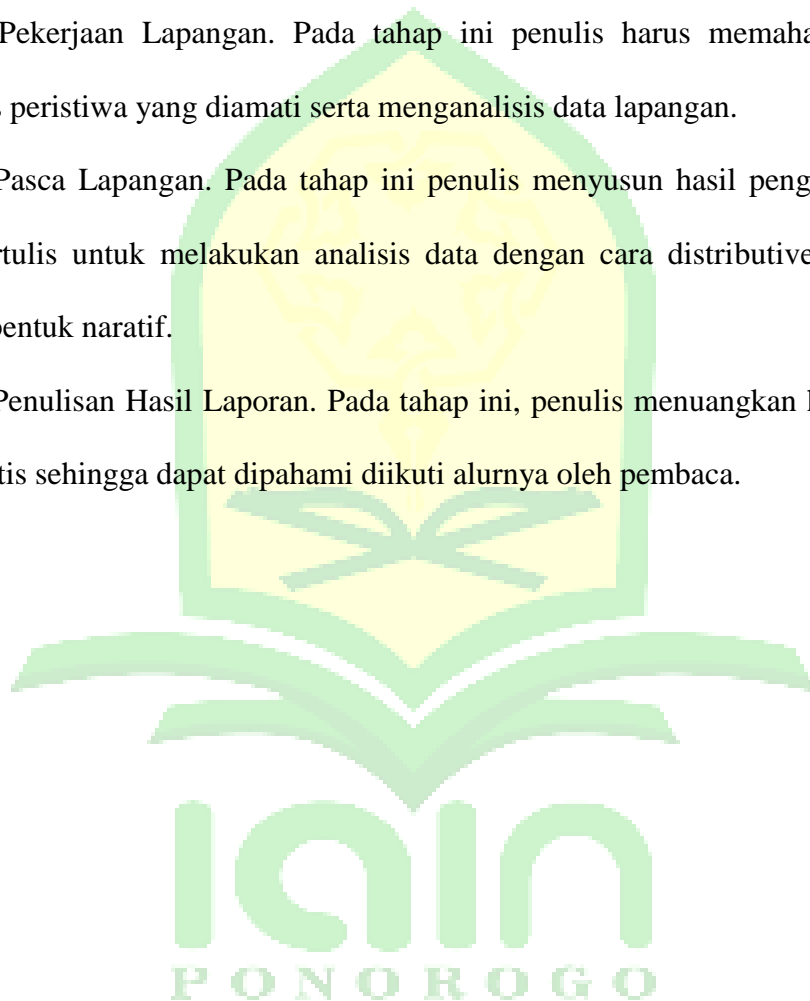 Pekerjaan Lapangan. Pada tahap ini penulis harus memaha
peristiwa yang diamati serta menganalisis data lapangan.
Pasca Lapangan. Pada tahap ini penulis menyusun hasil peng
rtulis untuk melakukan analisis data dengan cara distributive
bentuk naratif.
Penulisan Hasil Laporan. Pada tahap ini, penulis menuangkan
tis sehingga dapat dipahami diikuti alurnya oleh pembaca.
iain
PONOROGO